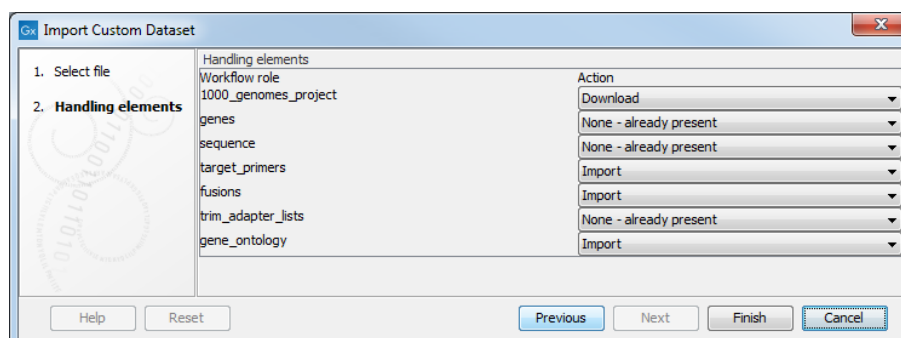 Gx Import Custom Dataset
1. Select file
2. Handling elements
Handling elements
Workflow role Action
1000_genomes_project Download
genes None - already present
sequence None - already present
target_primers Import
fusions Import
trim_adapter_lists None - already present
gene_ontology Import
Help Reset Previous Next Finish Cancel